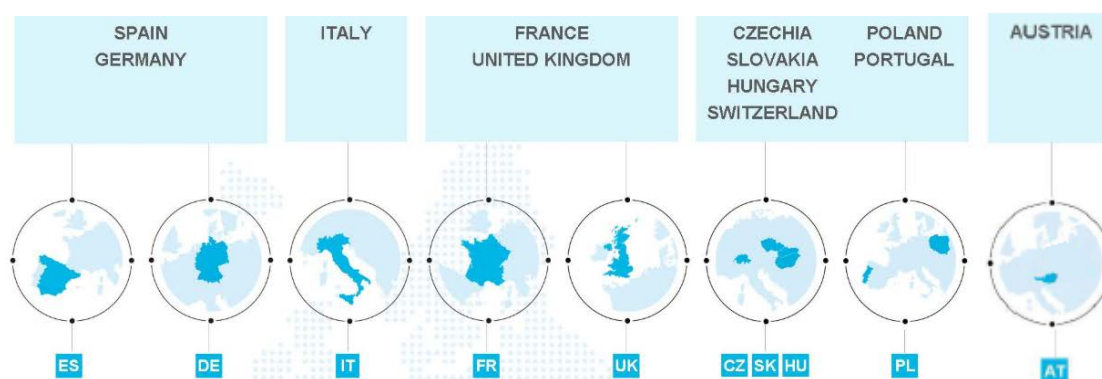 SPAIN
GERMANY
ITALY
FRANCE
UNITED KINGDOM
CZECHIA
SLOVAKIA
HUNGARY
SWITZERLAND
POLAND
PORTUGAL
AUSTRIA
ES
DE
IT
FR
UK
CZ SK HU
PL
AT